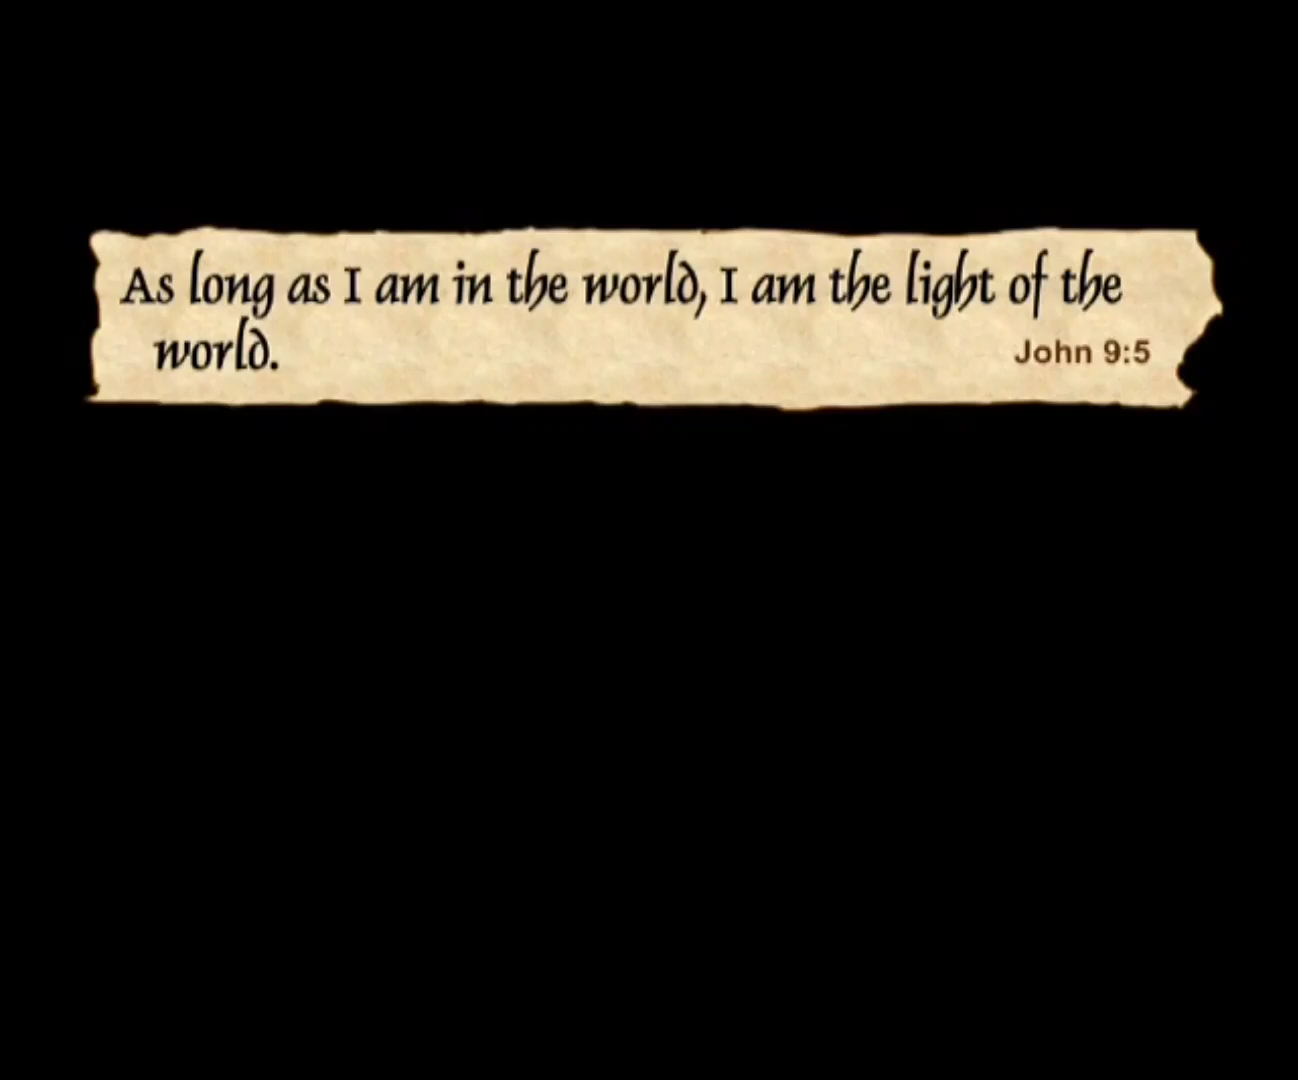 As long as I am in the world, I am the light of the
world.
John 9:5